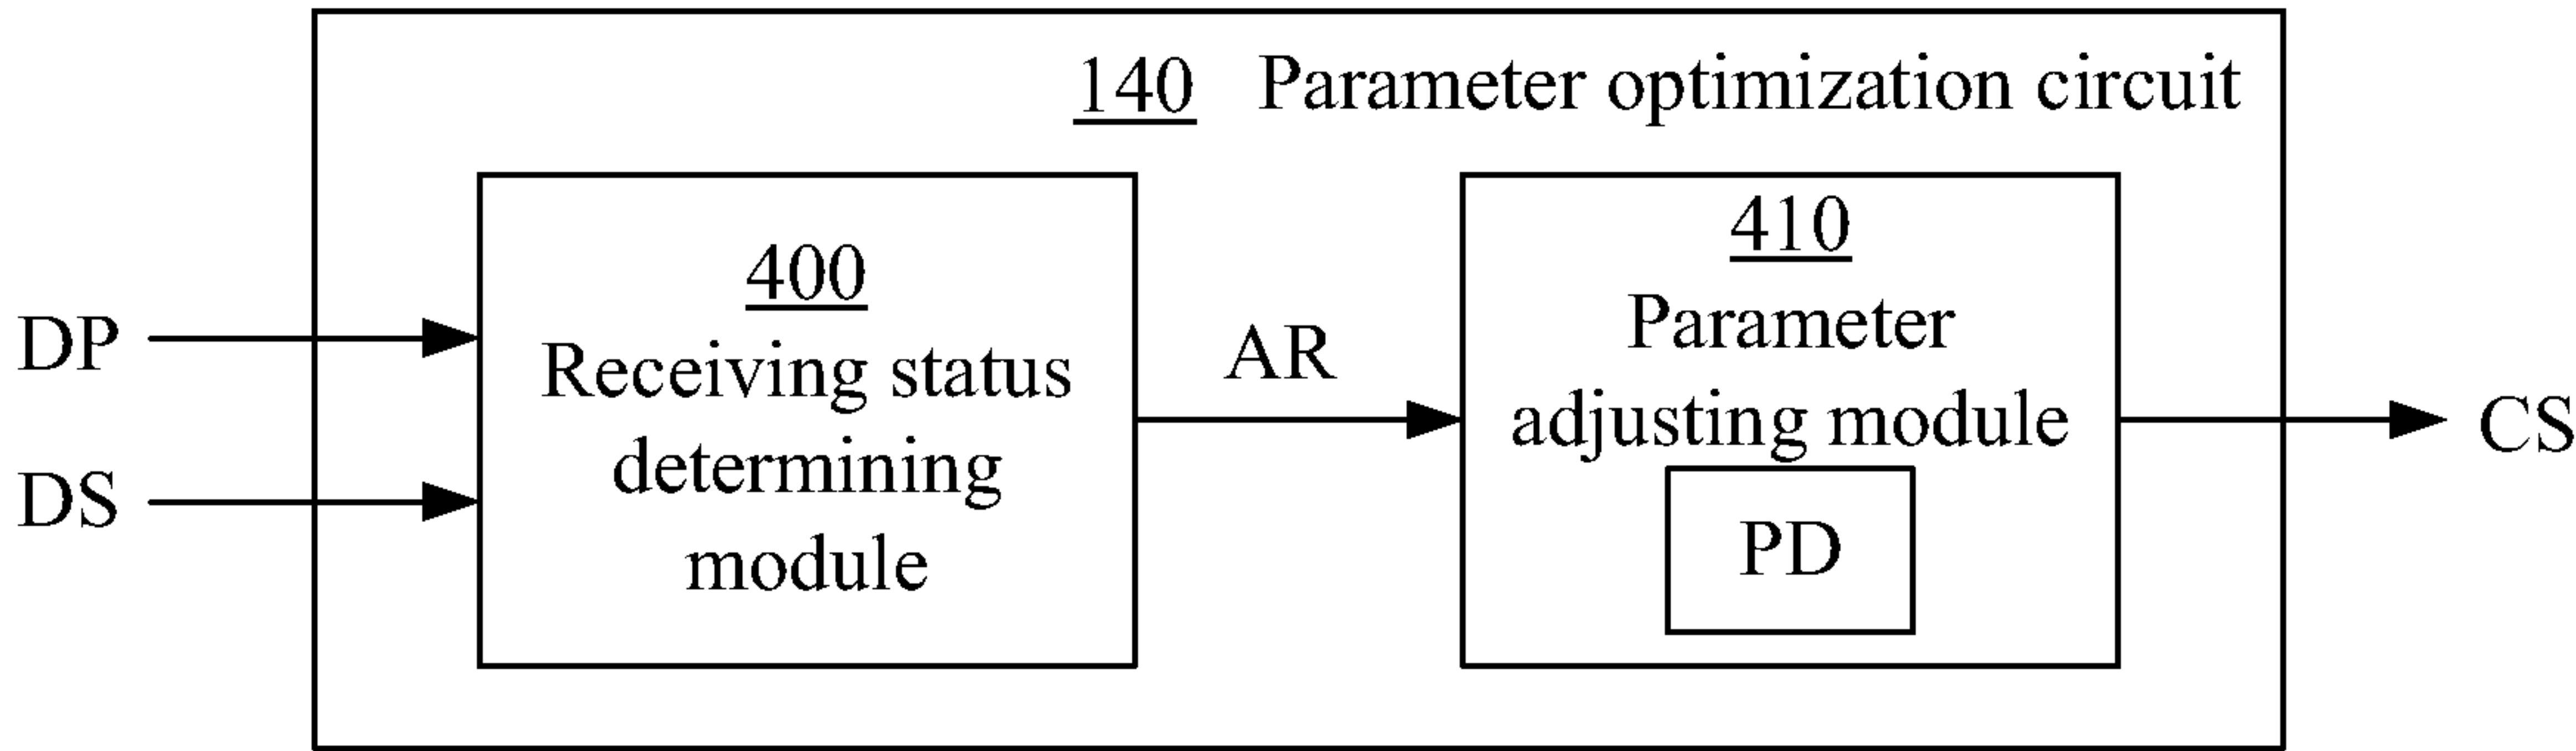 140 Parameter optimization circuit
DP
DS
400
Receiving status
determining
module
AR
410
Parameter
adjusting module
PD
CS